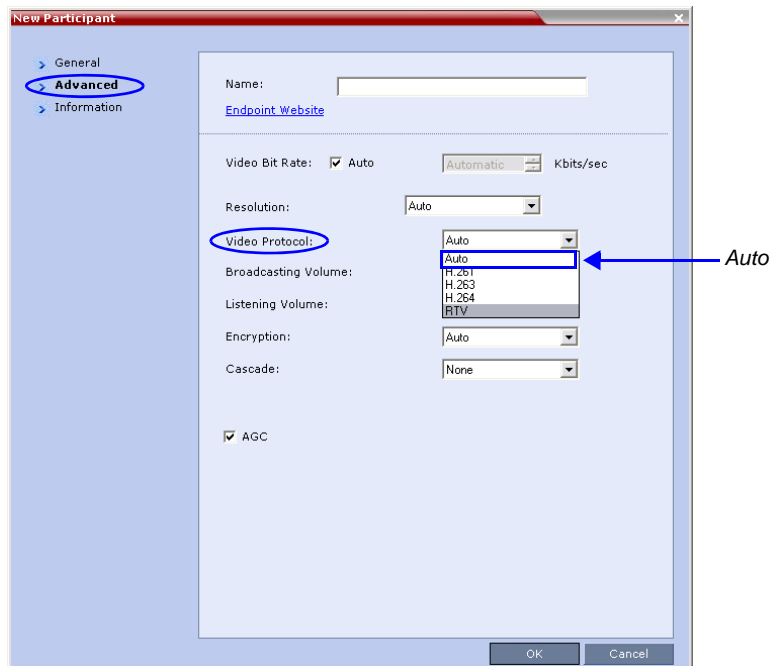 New Participant
General
Advanced
Information
Name:
Endpoint Website
Video Bit Rate: Auto Automatic Kbits/sec
Resolution: Auto
Video Protocol: Auto
Auto
Auto
H.261
H.263
H.264
RTV
Broadcasting Volume:
Listening Volume:
Encryption: Auto
Cascade: None
AGC
OK Cancel